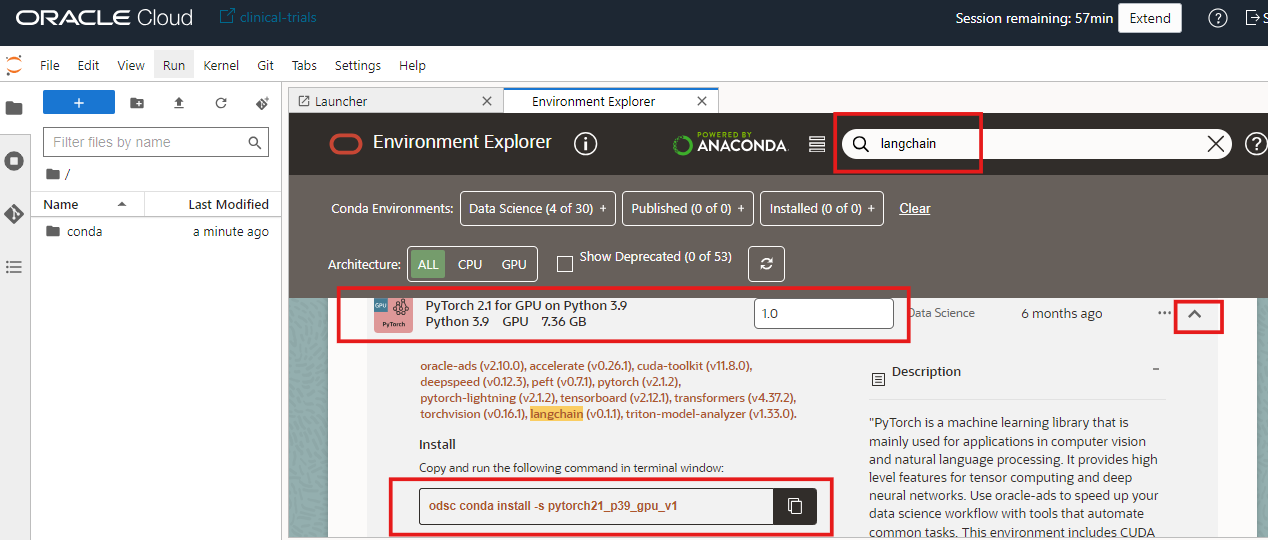 ORACLE Cloud
clinical-trials
Session remaining: 57min
Extend
?
S
File Edit View Run Kernel Git Tabs Settings Help
+
Filter files by name
/
Name Last Modified
conda a minute ago
Launcher
Environment Explorer
Environment Explorer
i
POWERED BY
ANACONDA.
langchain
?
Conda Environments:
Data Science (4 of 30) +
Published (0 of 0) +
Installed (0 of 0) +
Clear
Architecture:
ALL CPU GPU
Show Deprecated (0 of 53)
GPU
PyTorch
PyTorch 2.1 for GPU on Python 3.9
Python 3.9 GPU 7.36 GB
1.0
Data Science
6 months ago
...
oracle-ads (v2.10.0), accelerate (v0.26.1), cuda-toolkit (v11.8.0),
deepspeed (v0.12.3), peft (v0.7.1), pytorch (v2.1.2),
pytorch-lightning (v2.1.2), tensorboard (v2.12.1), transformers (v4.37.2),
torchvision (v0.16.1), langchain (v0.1.1), triton-model-analyzer (v1.33.0).
Install
Copy and run the following command in terminal window:
odsc conda install -s pytorch21_p39_gpu_v1
Description
–
"PyTorch is a machine learning library that is
mainly used for applications in computer vision
and natural language processing. It provides high
level features for tensor computing and deep
neural networks. Use oracle-ads to speed up your
data science workflow with tools that automate
common tasks. This environment includes CUDA